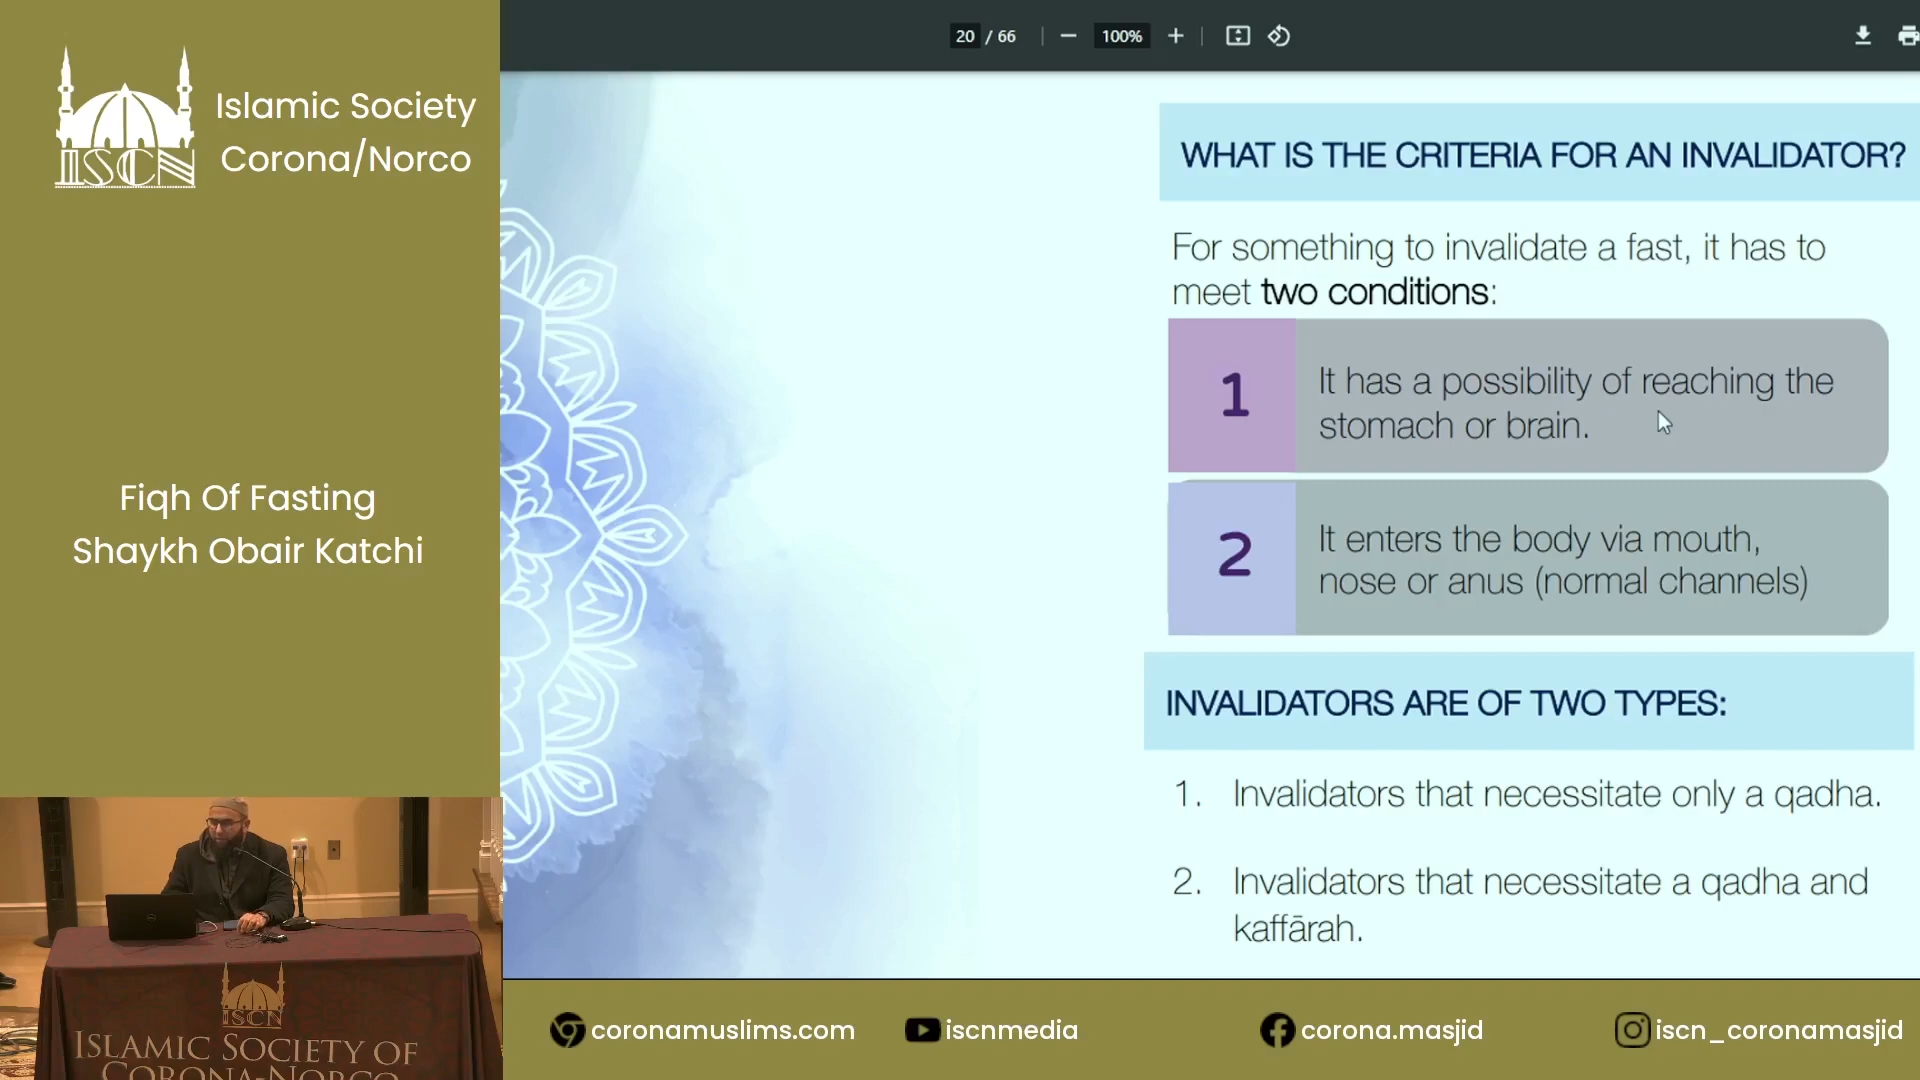 ISCN
Islamic Society
Corona/Norco
Fiqh Of Fasting
Shaykh Obair Katchi
20 / 66
100%
WHAT IS THE CRITERIA FOR AN INVALIDATOR?
For something to invalidate a fast, it has to
meet two conditions:
1
It has a possibility of reaching the
stomach or brain.
2
It enters the body via mouth,
nose or anus (normal channels)
INVALIDATORS ARE OF TWO TYPES:
1. Invalidators that necessitate only a qadha.
2. Invalidators that necessitate a qadha and
kaffārah.
ISCN
ISLAMIC SOCIETY OF
CORONA-NORCO
coronamuslims.com
iscnmedia
corona.masjid
iscn_coronamasjid